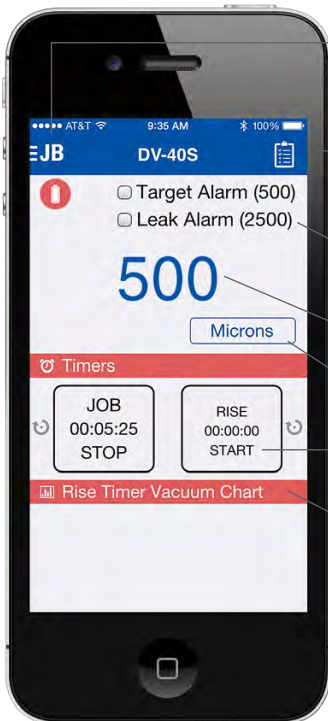 AT&T 9:35 AM 100%
JB DV-40S
Target Alarm (500)
Leak Alarm (2500)
500
Microns
Timers
JOB
00:05:25
STOP
RISE
00:00:00
START
Rise Timer Vacuum Chart